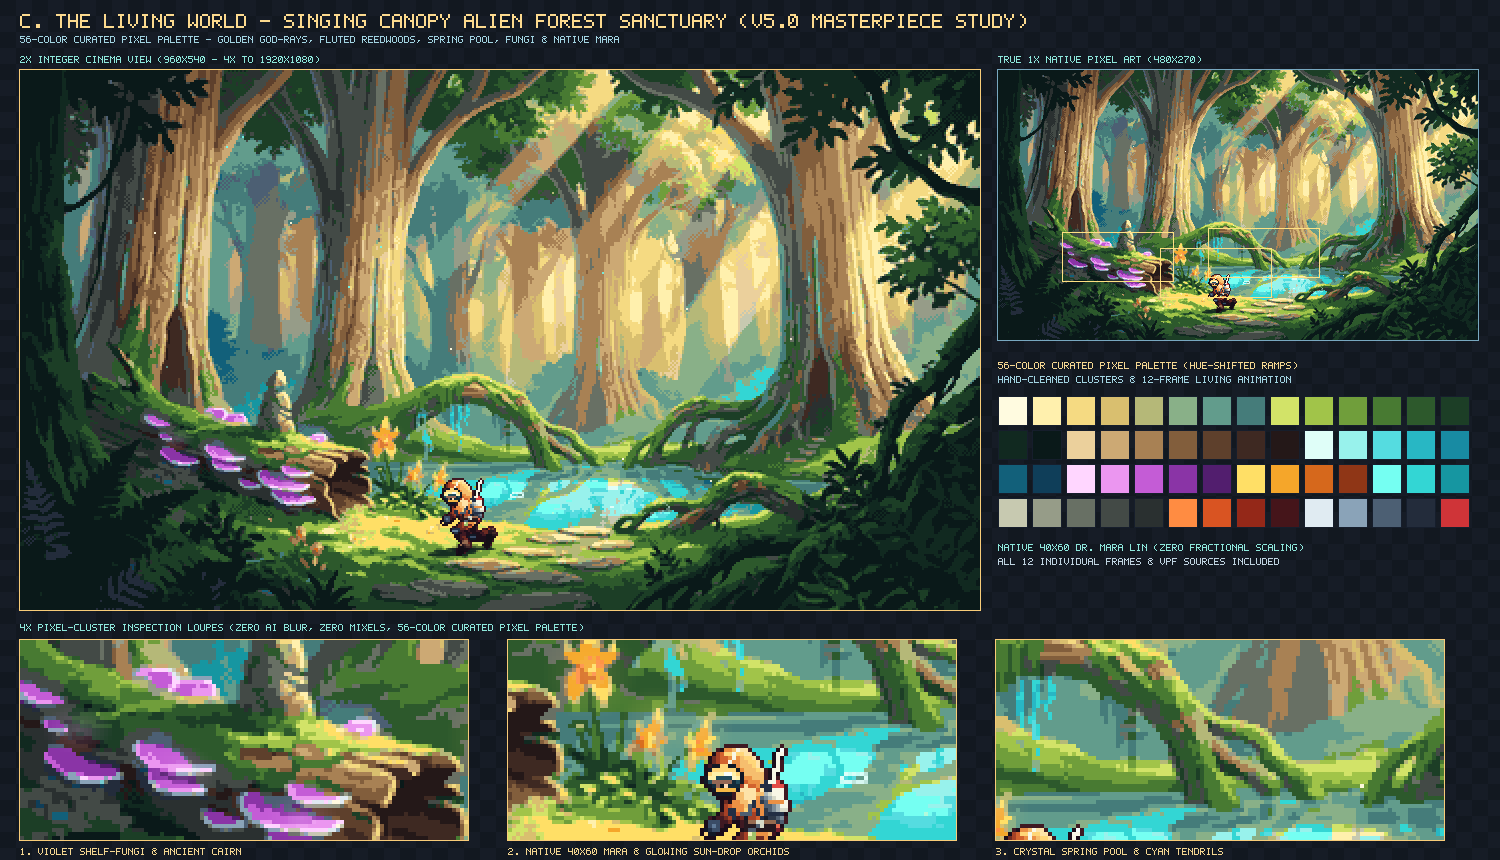 C. THE LIVING WORLD - SINGING CANOPY ALIEN FOREST SANCTUARY (V5.0 MASTERPIECE STUDY)
56-COLOR CURATED PIXEL PALETTE - GOLDEN GOD-RAYS, FLUTED REEDWOODS, SPRING POOL, FUNGI & NATIVE MARA
2X INTEGER CINEMA VIEW (960X540 - 4X TO 1920X1080)
TRUE 1X NATIVE PIXEL ART (480X270)
56-COLOR CURATED PIXEL PALETTE (HUE-SHIFTED RAMPS)
HAND-CLEANED CLUSTERS & 12-FRAME LIVING ANIMATION
NATIVE 40X60 DR. MARA LIN (ZERO FRACTIONAL SCALING)
ALL 12 INDIVIDUAL FRAMES & VPF SOURCES INCLUDED
4X PIXEL-CLUSTER INSPECTION LOUPES (ZERO AI BLUR, ZERO MIXELS, 56-COLOR CURATED PIXEL PALETTE)
1. VIOLET SHELF-FUNGI & ANCIENT CAIRN
2. NATIVE 40X60 MARA & GLOWING SUN-DROP ORCHIDS
3. CRYSTAL SPRING POOL & CYAN TENDRILS